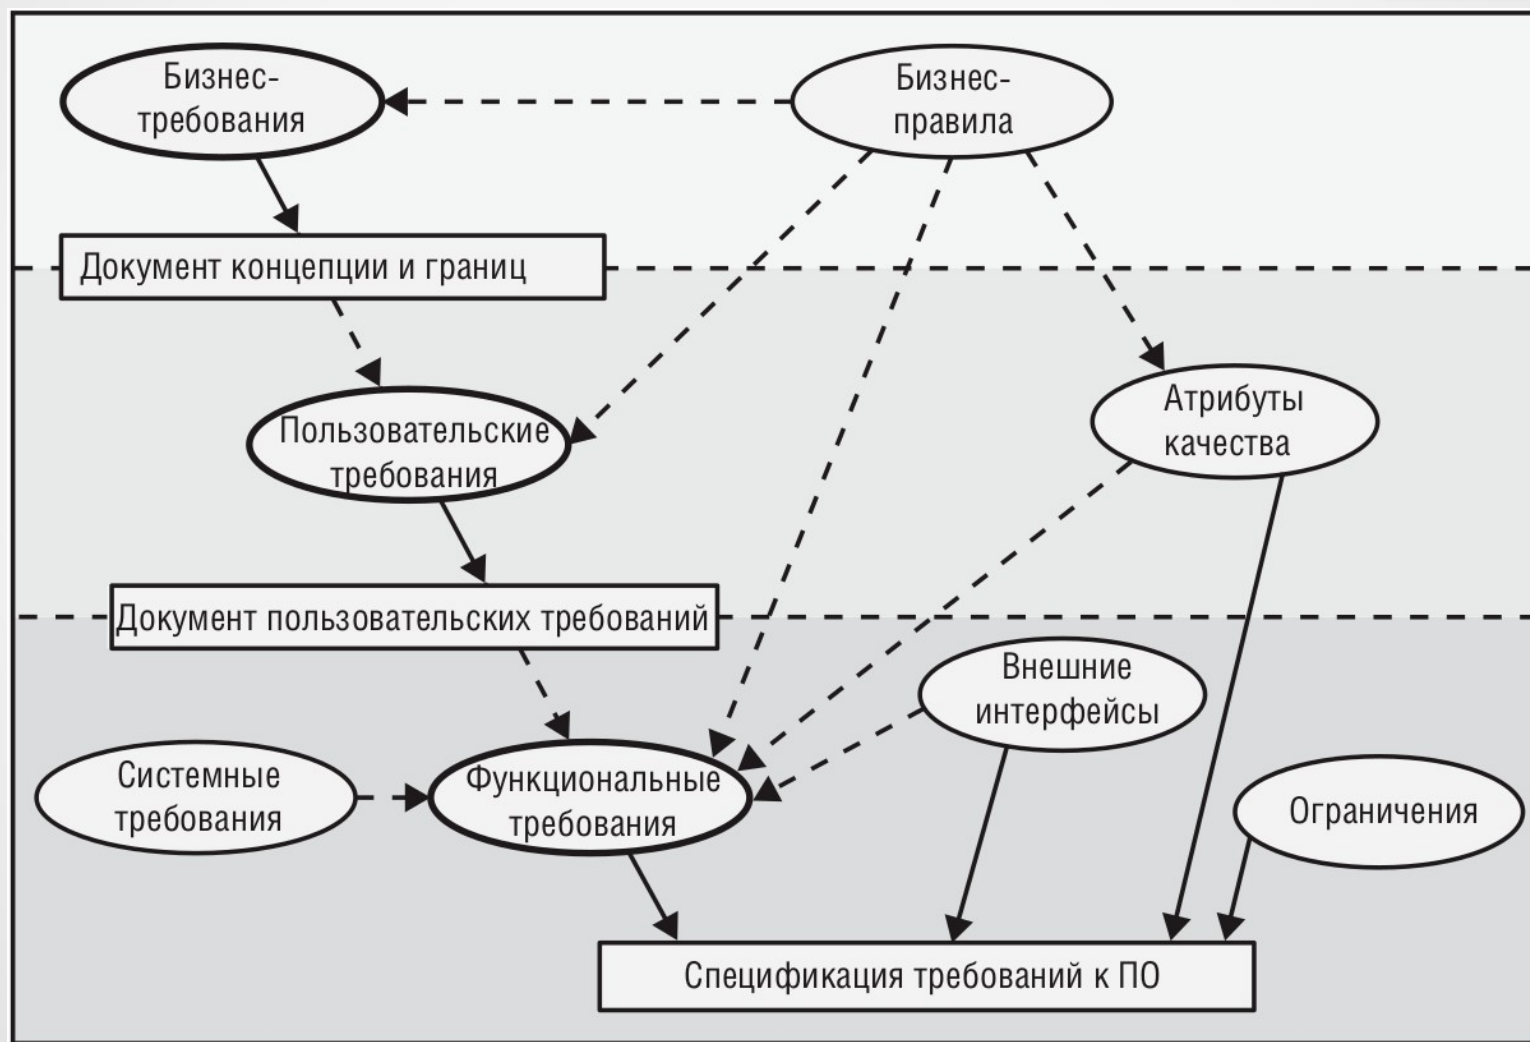 Бизнес-
требования
Бизнес-
правила
Документ концепции и границ
Пользовательские
требования
Атрибуты
качества
Документ пользовательских требований
Внешние
интерфейсы
Системные
требования
Функциональные
требования
Ограничения
Спецификация требований к ПО